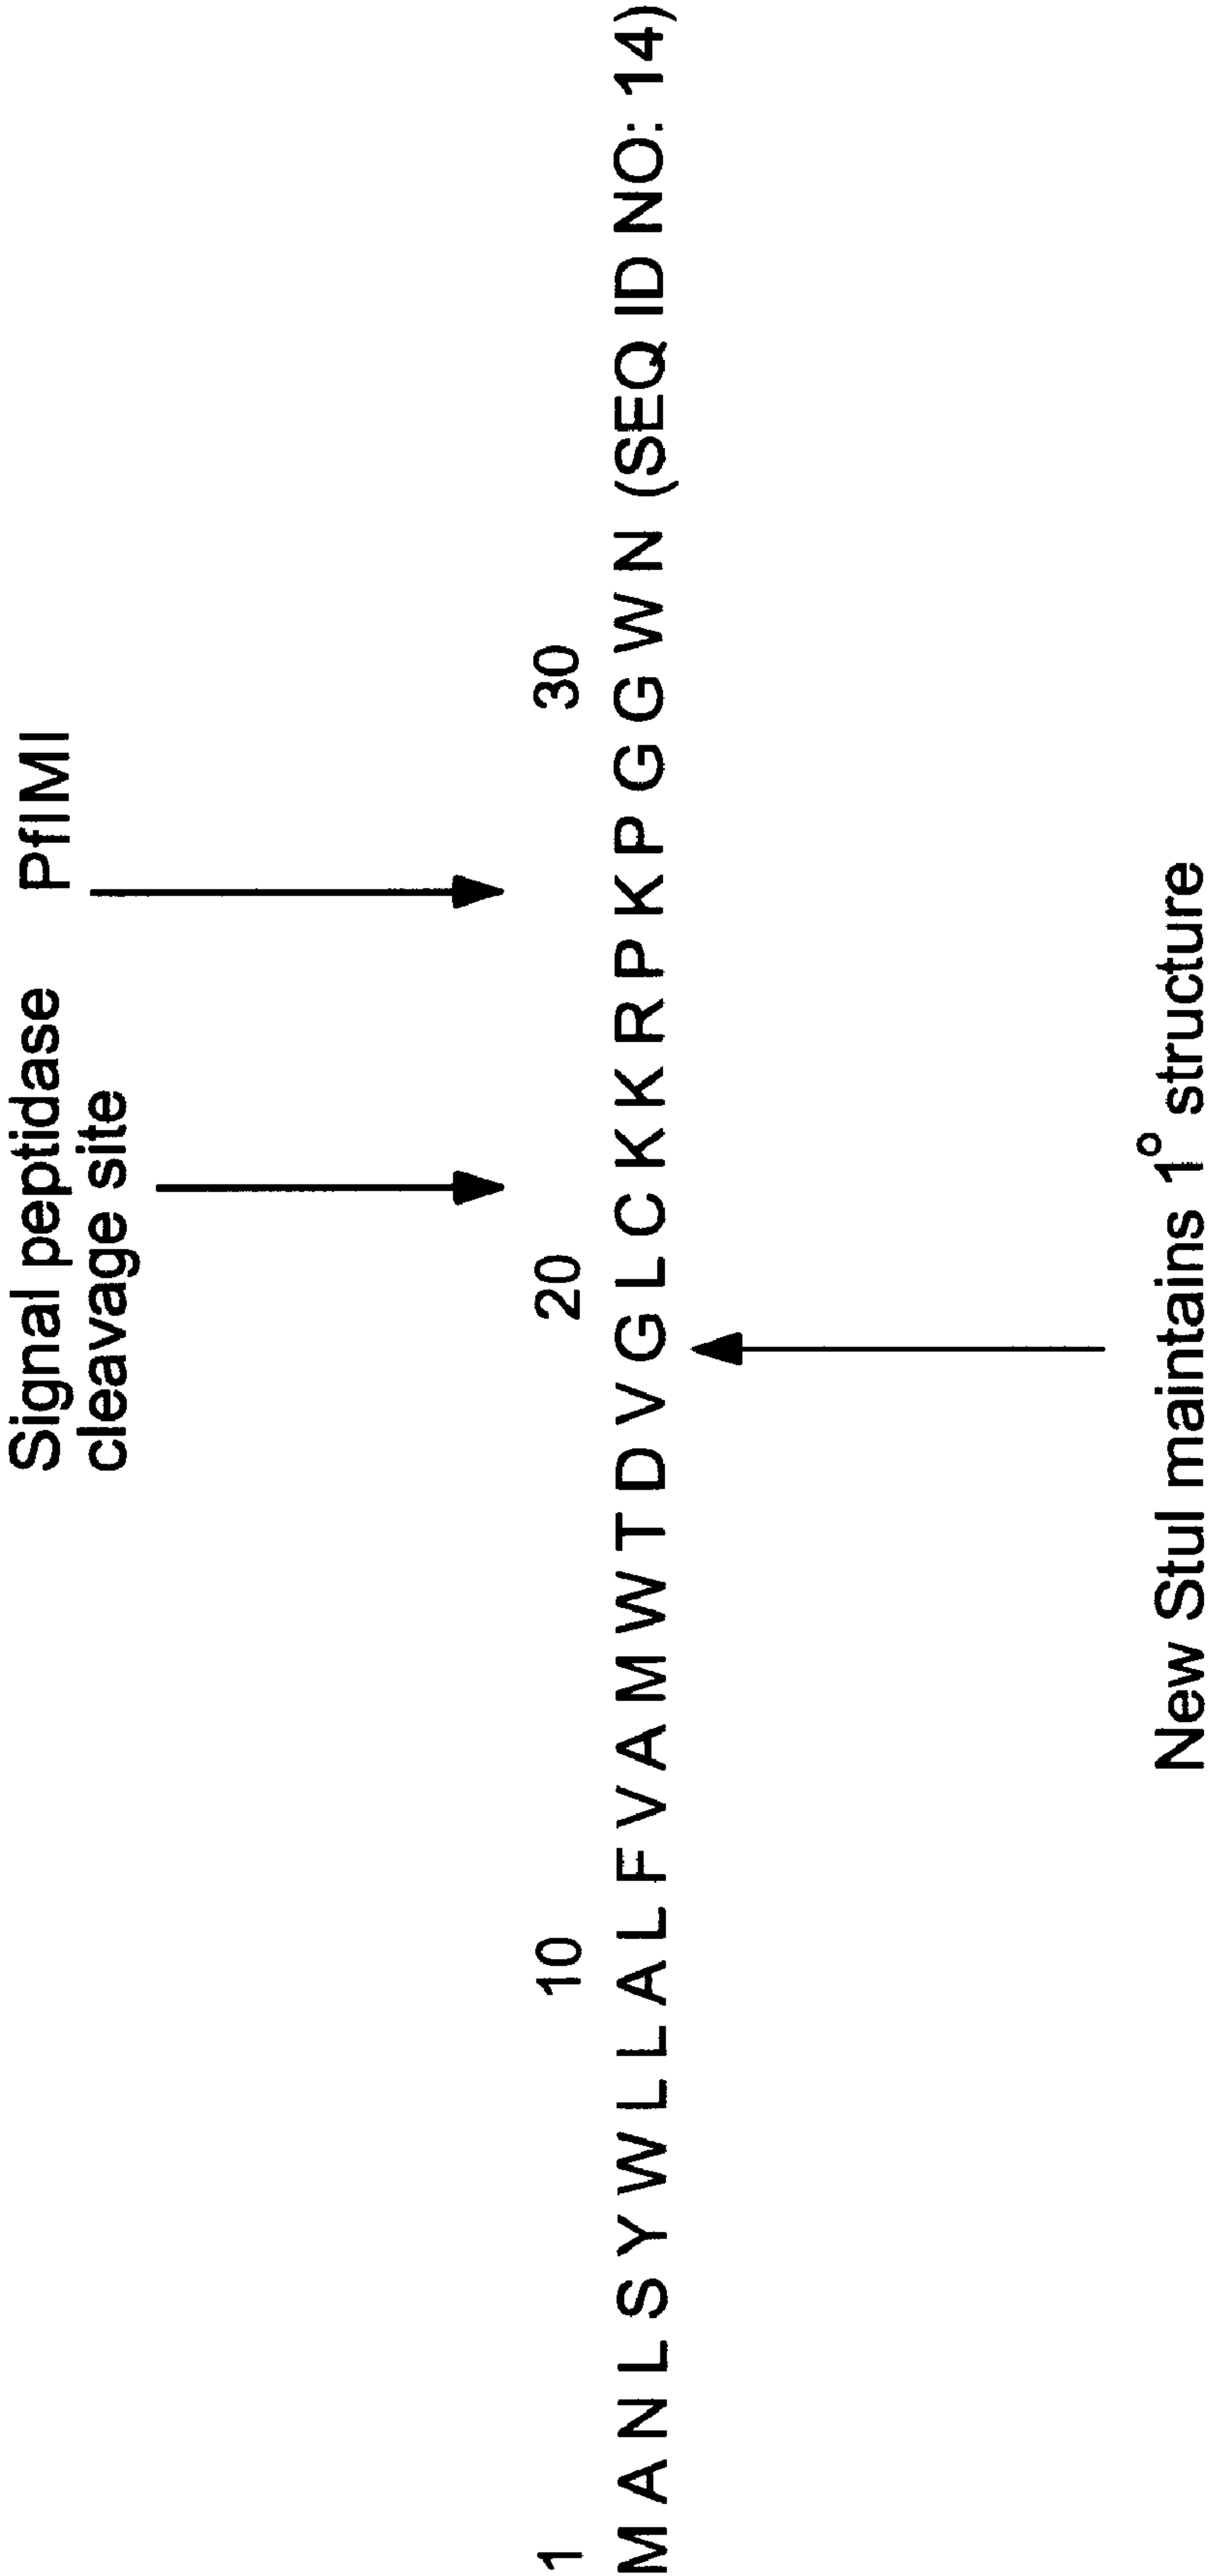 Signal peptidase
cleavage site
PflMI
1 10 20 30
M A N L S Y W L L A L F V A M W T D V G L C K K R P K P G G W N (SEQ ID NO: 14)
New StuI maintains 1° structure